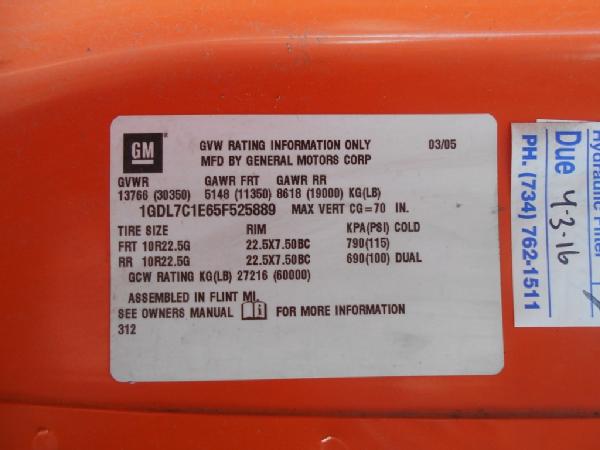 GM
GVW RATING INFORMATION ONLY 03/05
MFD BY GENERAL MOTORS CORP
GVWR GAWR FRT GAWR RR
13766 (30350) 5148 (11350) 8618 (19000) KG(LB)
1GDL7C1E65F525889 MAX VERT CG=70 IN.
TIRE SIZE RIM KPA(PSI) COLD
FRT 10R22.5G 22.5X7.50BC 790(115)
RR 10R22.5G 22.5X7.50BC 690(100) DUAL
GCW RATING KG(LB) 27216 (60000)
ASSEMBLED IN FLINT MI.
SEE OWNERS MANUAL i FOR MORE INFORMATION
312
Hydraulic Filter
Due 4-3-16
PH. (734) 762-1511